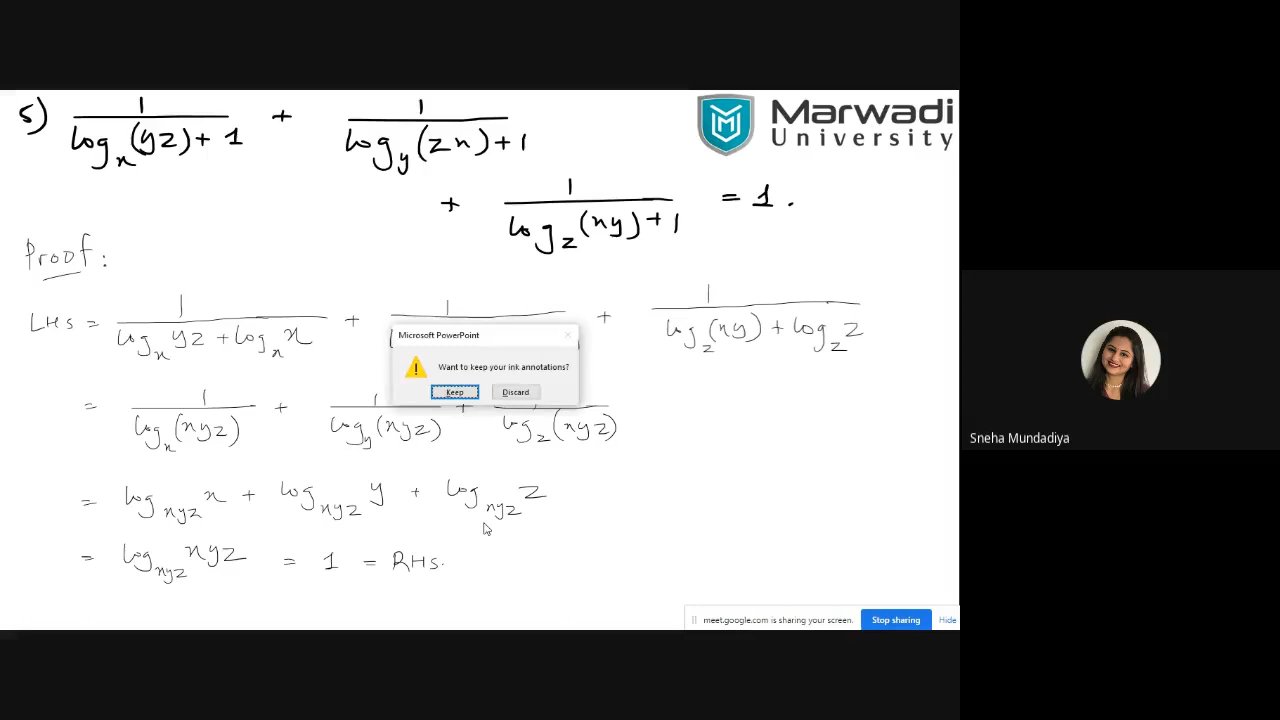 5) 1/(log_x(yz)+1) + 1/(log_y(zx)+1)
Marwadi
University
+ 1/(log_z(xy)+1) = 1.
Proof:
LHS = 1/(log_x yz + log_x x) + 1/ + 1/(log_z(xy) + log_z z)
Microsoft PowerPoint
Want to keep your ink annotations?
Keep Discard
= 1/log_x(xyz) + 1/log_y(xyz) + 1/log_z(xyz)
= log_xyz x + log_xyz y + log_xyz z
= log_xyz xyz = 1 = RHS.
Sneha Mundadiya
meet.google.com is sharing your screen. Stop sharing Hide